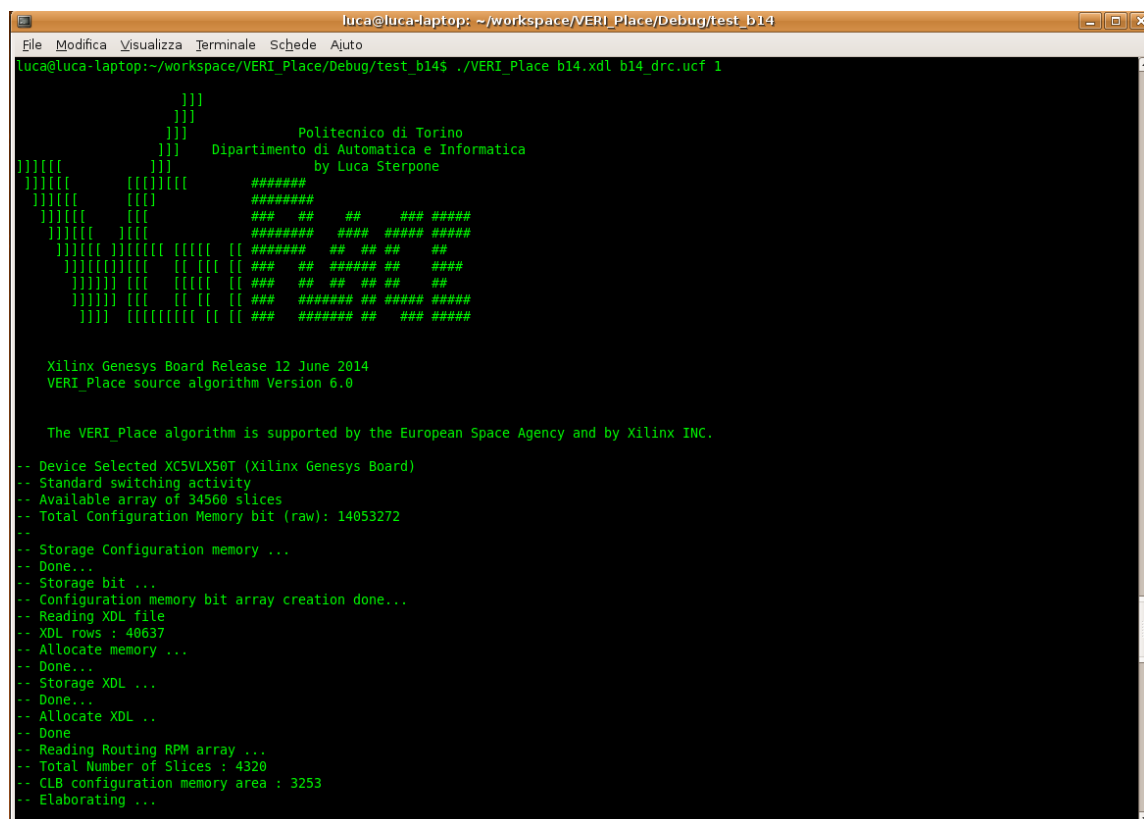 luca@luca-laptop: ~/workspace/VERI_Place/Debug/test_b14
File Modifica Visualizza Terminale Schede Aiuto
luca@luca-laptop:~/workspace/VERI_Place/Debug/test_b14$ ./VERI_Place b14.xdl b14_drc.ucf 1
Politecnico di Torino
Dipartimento di Automatica e Informatica
by Luca Sterpone
Xilinx Genesys Board Release 12 June 2014
VERI_Place source algorithm Version 6.0
The VERI_Place algorithm is supported by the European Space Agency and by Xilinx INC.
-- Device Selected XC5VLX50T (Xilinx Genesys Board)
-- Standard switching activity
-- Available array of 34560 slices
-- Total Configuration Memory bit (raw): 14053272
--
-- Storage Configuration memory ...
-- Done...
-- Storage bit ...
-- Configuration memory bit array creation done...
-- Reading XDL file
-- XDL rows : 40637
-- Allocate memory ...
-- Done...
-- Storage XDL ...
-- Done...
-- Allocate XDL ..
-- Done
-- Reading Routing RPM array ...
-- Total Number of Slices : 4320
-- CLB configuration memory area : 3253
-- Elaborating ...